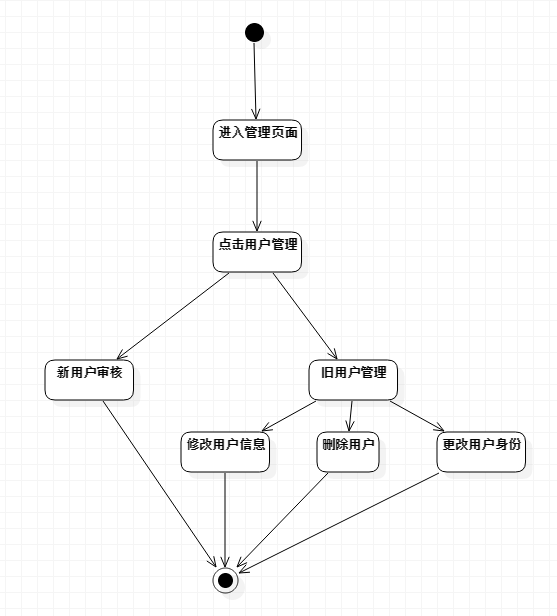 进入管理页面
点击用户管理
新用户审核
旧用户管理
修改用户信息
删除用户
更改用户身份